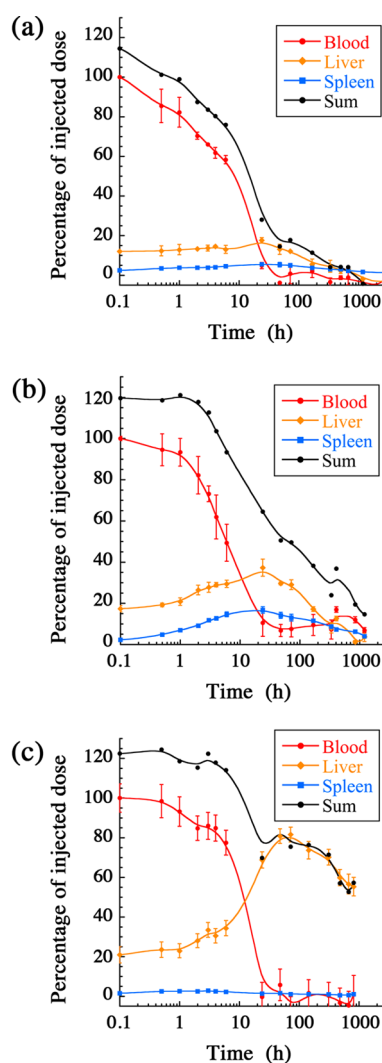 (a)
Percentage of injected dose
120
100
80
60
40
20
0
Blood
Liver
Spleen
Sum
0.1 1 10 100 1000
Time (h)
(b)
Percentage of injected dose
140
120
100
80
60
40
20
0
Blood
Liver
Spleen
Sum
0.1 1 10 100 1000
Time (h)
(c)
Percentage of injected dose
120
100
80
60
40
20
0
Blood
Liver
Spleen
Sum
0.1 1 10 100 1000
Time (h)